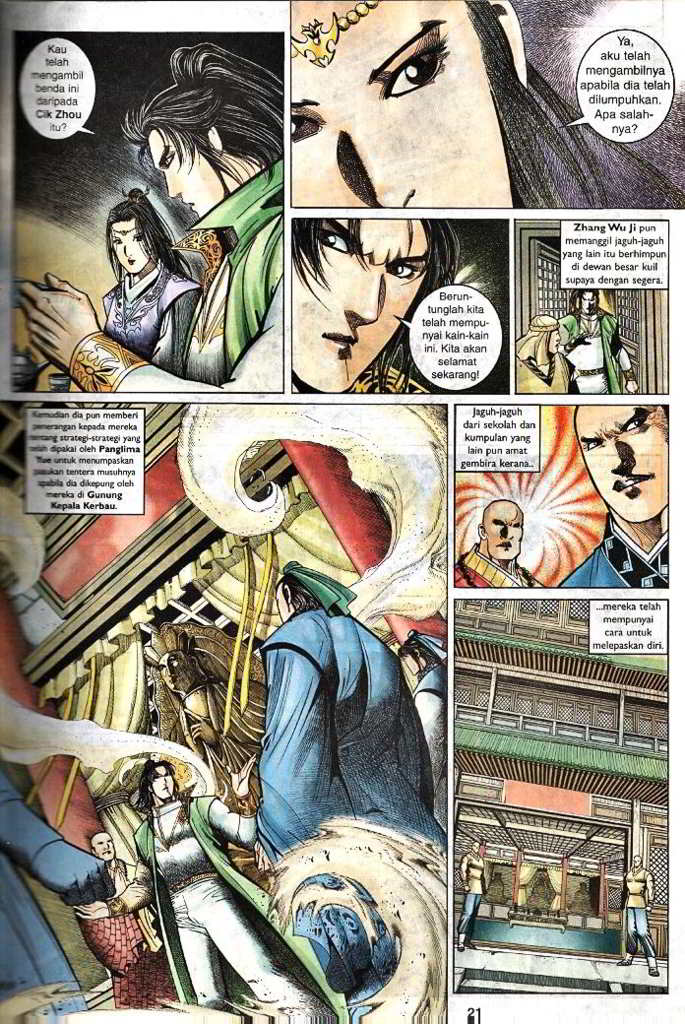 Kau
telah
mengambil
benda ini
daripada
Cik Zhou
itu?
Ya,
aku telah
mengambilnya
apabila dia telah
dilumpuhkan.
Apa salah-
nya?
Berun-
tunglah kita
telah mempu-
nyai kain-kain
ini. Kita akan
selamat
sekarang!
Zhang Wu Ji pun
memanggil jaguh-jaguh
yang lain itu berhimpun
di dewan besar kuil
supaya dengan segera.
Kemudian dia pun memberi
penerangan kepada mereka
tentang strategi-strategi yang
telah dipakai oleh Panglima
Yue untuk menumpaskan
pasukan tentera musuhnya
apabila dia dikepung oleh
mereka di Gunung
Kepala Kerbau.
Jaguh-jaguh
dari sekolah dan
kumpulan yang
lain pun amat
gembira kerana..
...mereka telah
mempunyai
cara untuk
melepaskan diri.
21